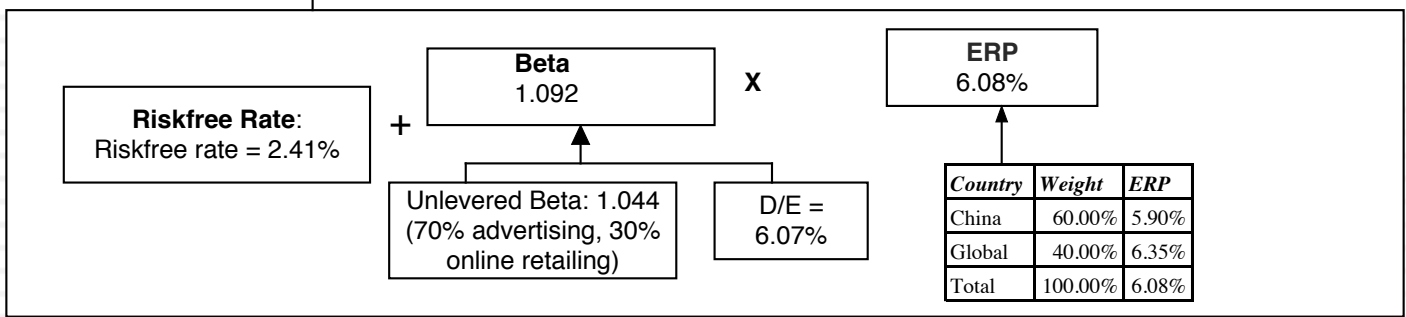 Riskfree Rate:
Riskfree rate = 2.41%
+
Beta
1.092
X
ERP
6.08%
Unlevered Beta: 1.044
(70% advertising, 30%
online retailing)
D/E =
6.07%
Country Weight ERP
China 60.00% 5.90%
Global 40.00% 6.35%
Total 100.00% 6.08%